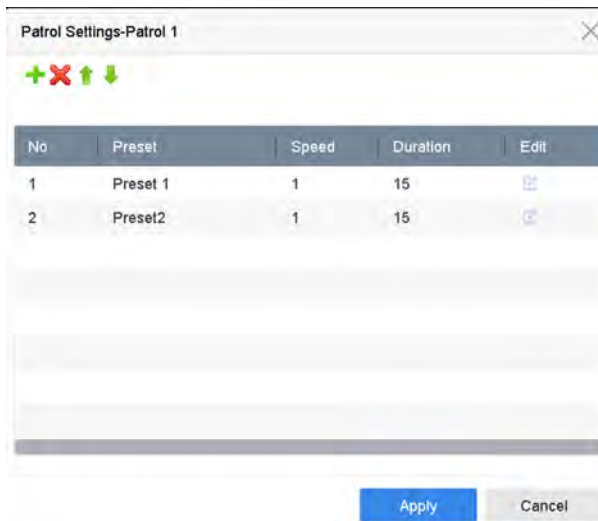 Patrol Settings-Patrol 1
No Preset Speed Duration Edit
1 Preset 1 1 15
2 Preset2 1 15
Apply Cancel